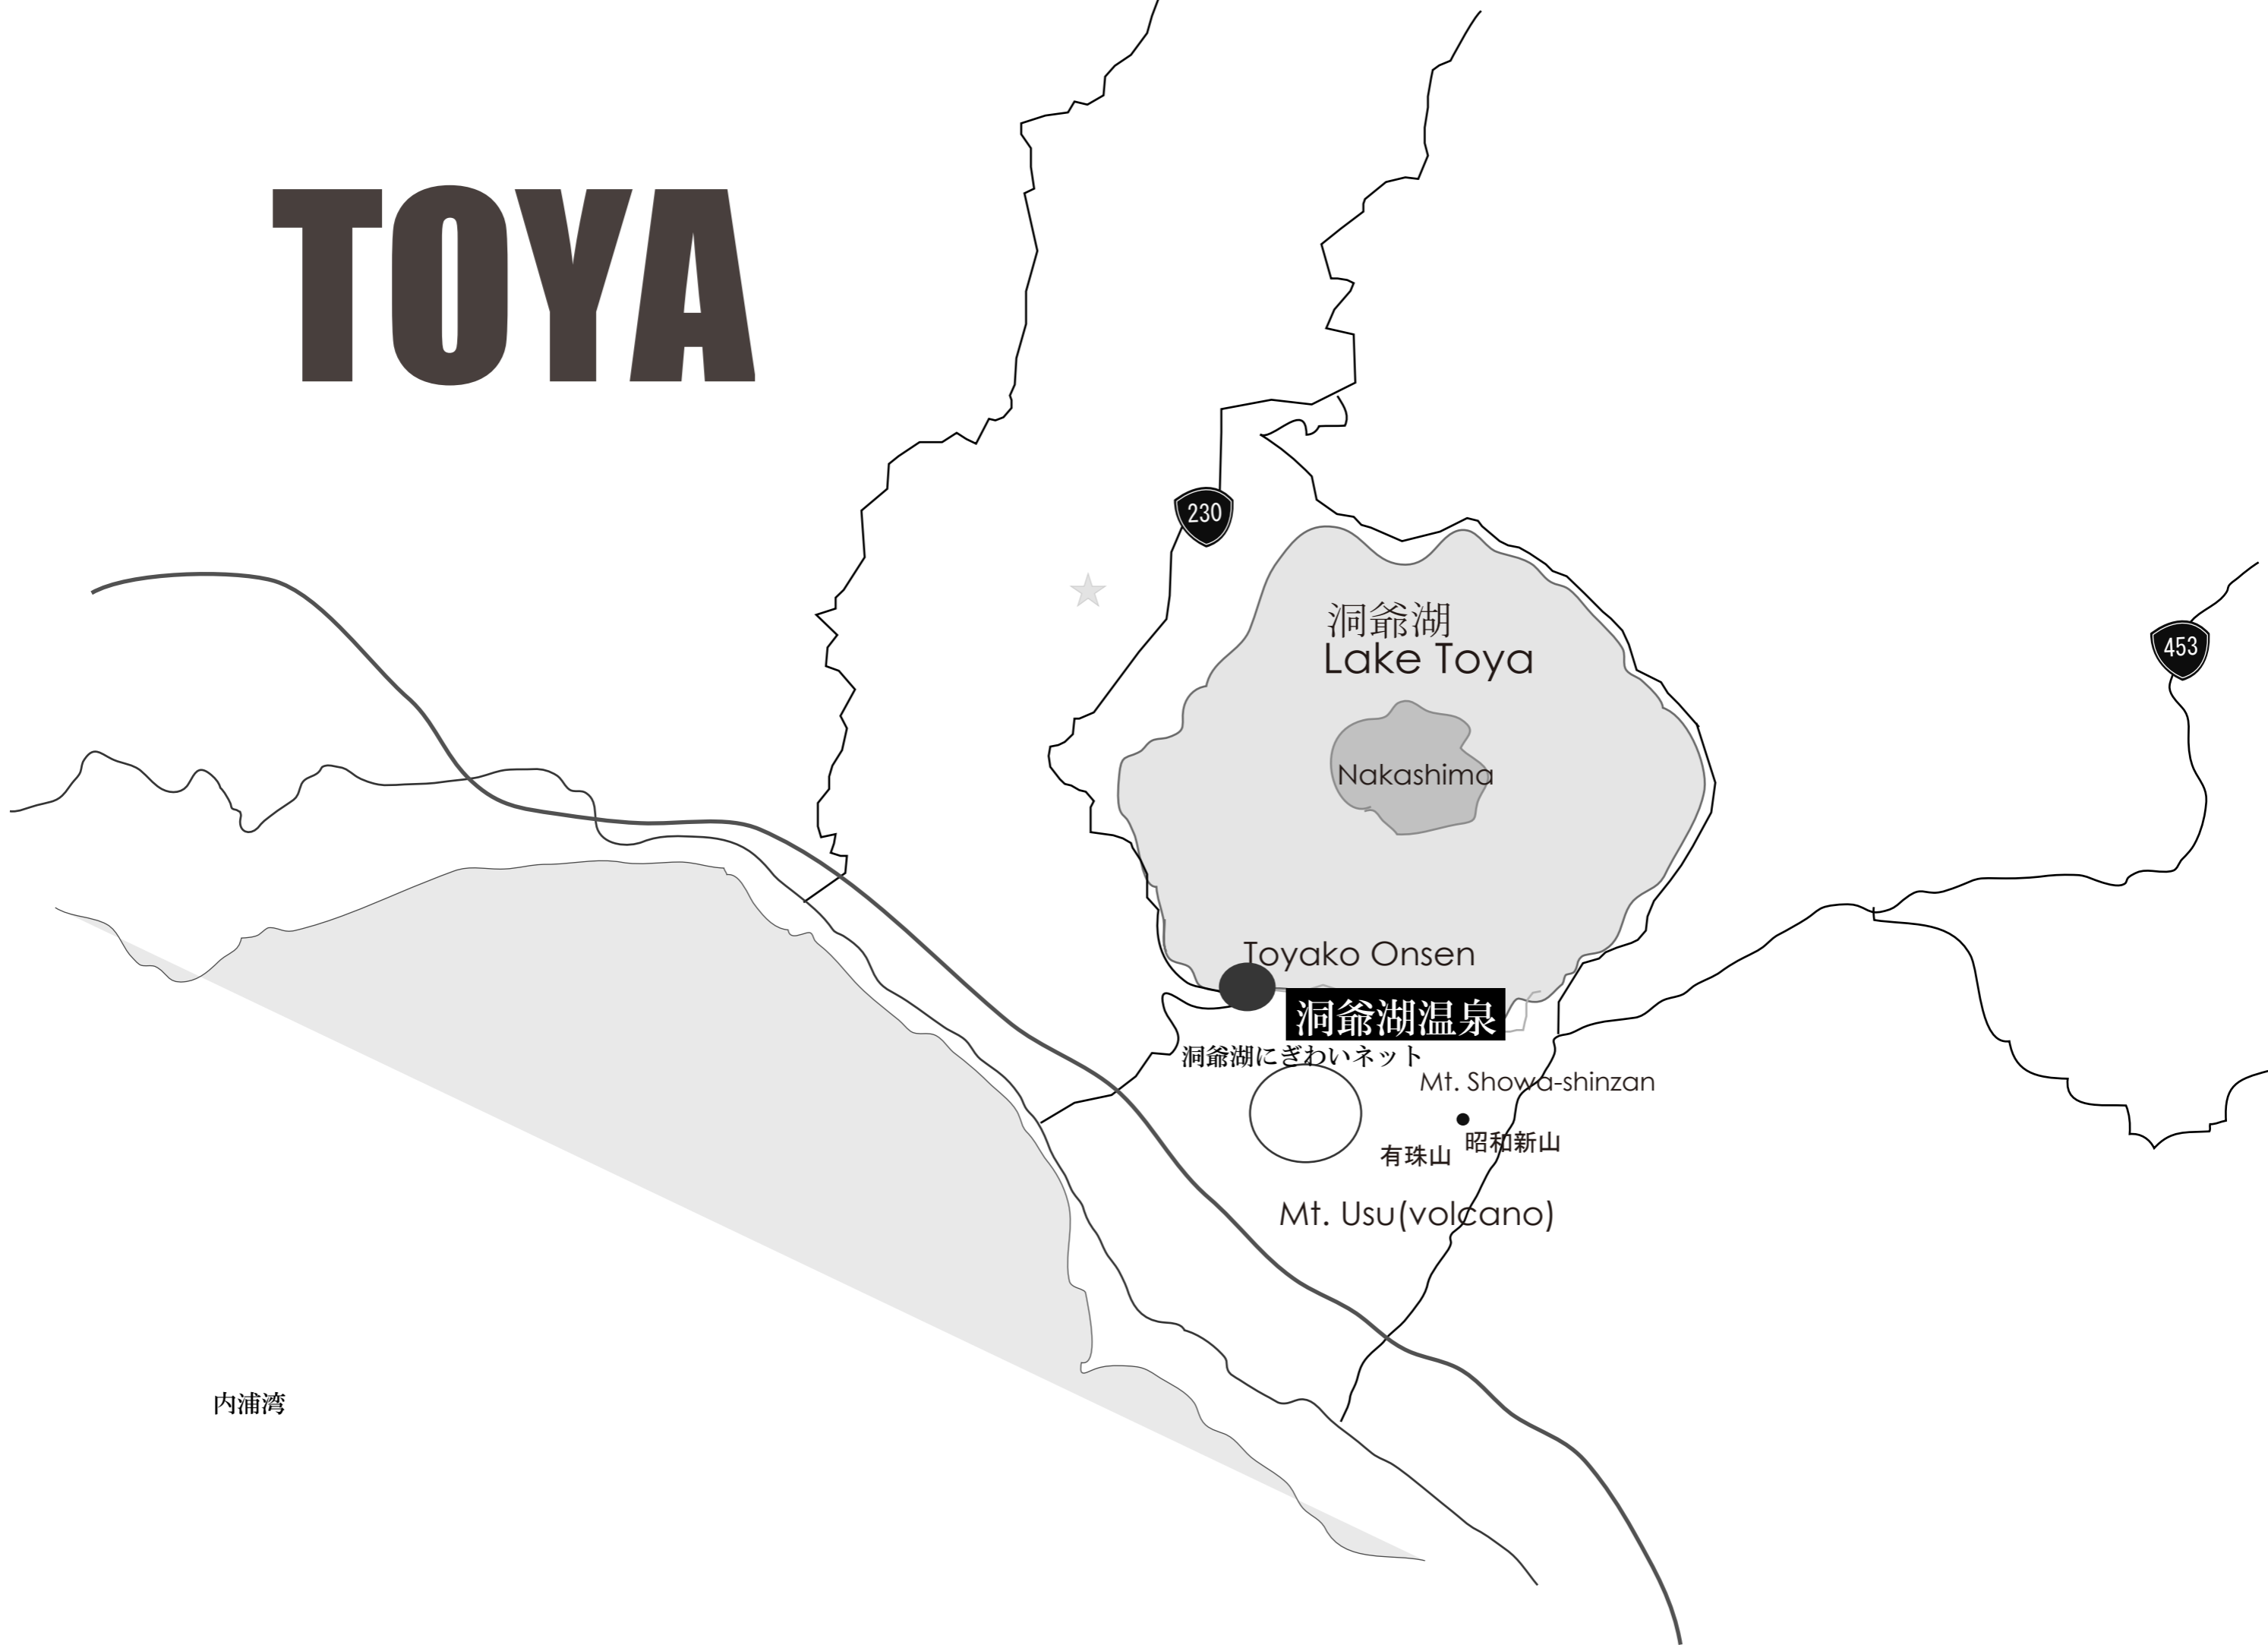 TOYA
230
洞爺湖
Lake Toya
453
Nakashima
Toyako Onsen
洞爺湖温泉
洞爺湖にぎわいネット
Mt. Showa-shinzan
昭和新山
有珠山
Mt. Usu(volcano)
内浦湾